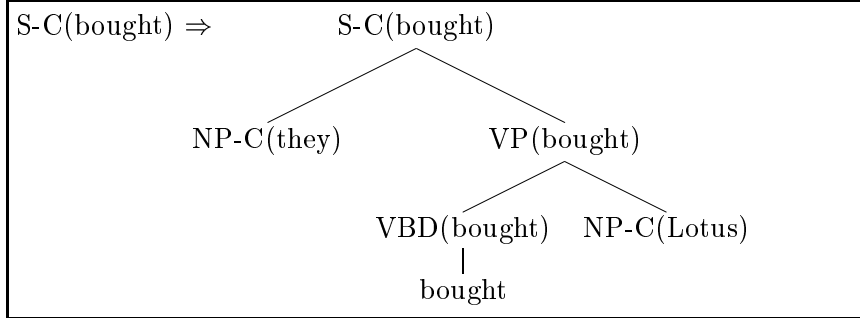 S-C(bought) ⇒ S-C(bought)
NP-C(they) VP(bought)
VBD(bought) NP-C(Lotus)
bought